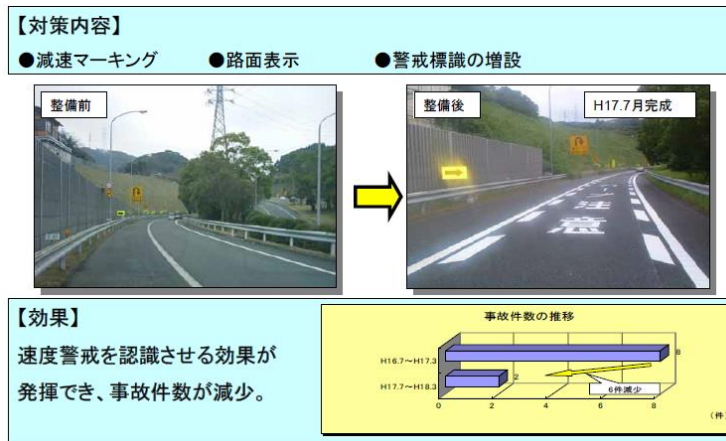 【対策内容】
●減速マーキング ●路面表示 ●警戒標識の増設
整備前
整備後
H17.7月完成
注
意
【効果】
速度警戒を認識させる効果が
発揮でき、事故件数が減少。
事故件数の推移
H16.7～H17.3
8
H17.7～H18.3
2
6件減少
0 2 4 6 8
(件)